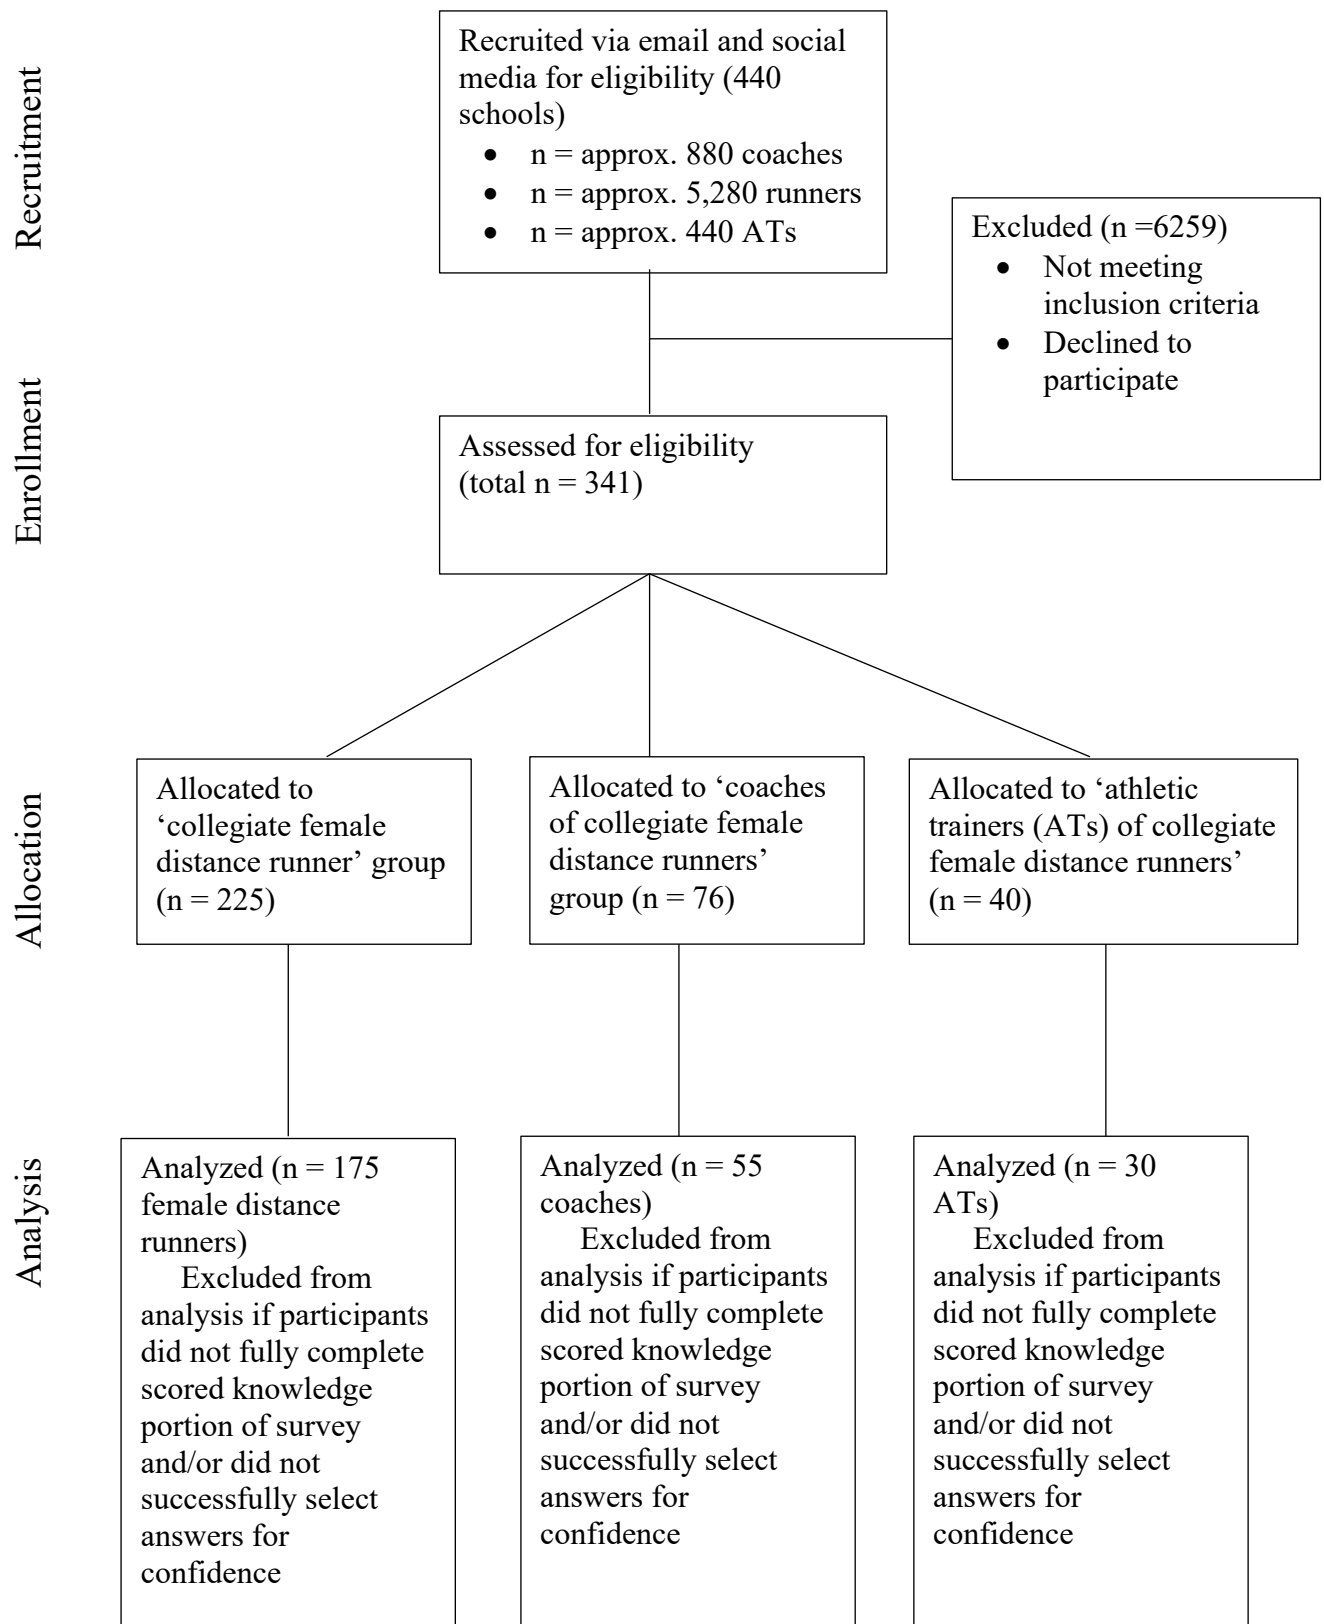 Recruitment
Recruited via email and social
media for eligibility (440
schools)
• n = approx. 880 coaches
• n = approx. 5,280 runners
• n = approx. 440 ATs
Excluded (n =6259)
• Not meeting
inclusion criteria
• Declined to
participate
Enrollment
Assessed for eligibility
(total n = 341)
Allocation
Allocated to
‘collegiate female
distance runner’ group
(n = 225)
Allocated to ‘coaches
of collegiate female
distance runners’
group (n = 76)
Allocated to ‘athletic
trainers (ATs) of collegiate
female distance runners’
(n = 40)
Analysis
Analyzed (n = 175
female distance
runners)
Excluded from
analysis if participants
did not fully complete
scored knowledge
portion of survey
and/or did not
successfully select
answers for
confidence
Analyzed (n = 55
coaches)
Excluded from
analysis if participants
did not fully complete
scored knowledge
portion of survey
and/or did not
successfully select
answers for
confidence
Analyzed (n = 30
ATs)
Excluded from
analysis if participants
did not fully complete
scored knowledge
portion of survey
and/or did not
successfully select
answers for
confidence